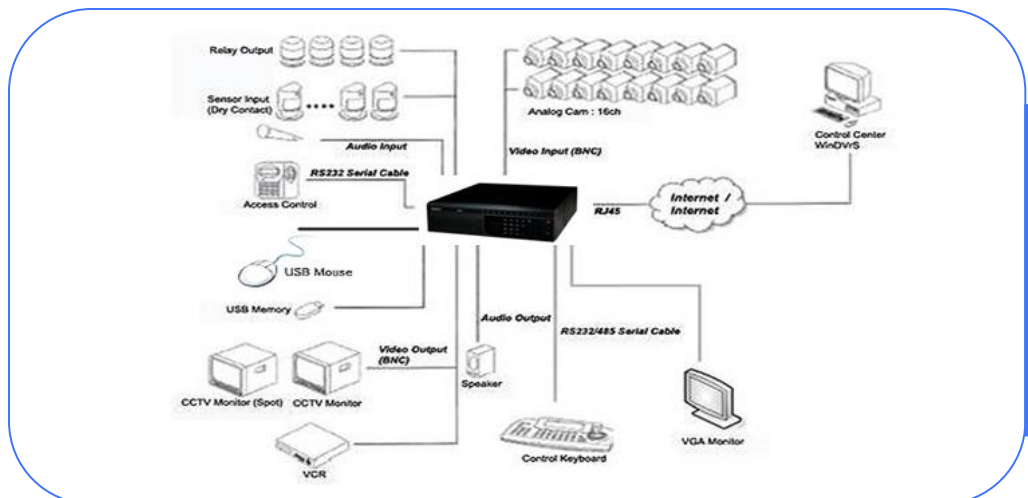 Relay Output
Sensor Input
(Dry Contact)
Audio Input
RS232 Serial Cable
Access Control
Analog Cam : 16ch
Video Input (BNC)
Control Center
WinDVrS
RJ45
Internet /
Internet
USB Mouse
USB Memory
Audio Output
RS232/485 Serial Cable
Video Output
(BNC)
Speaker
CCTV Monitor (Spot)
CCTV Monitor
VCR
Control Keyboard
VGA Monitor